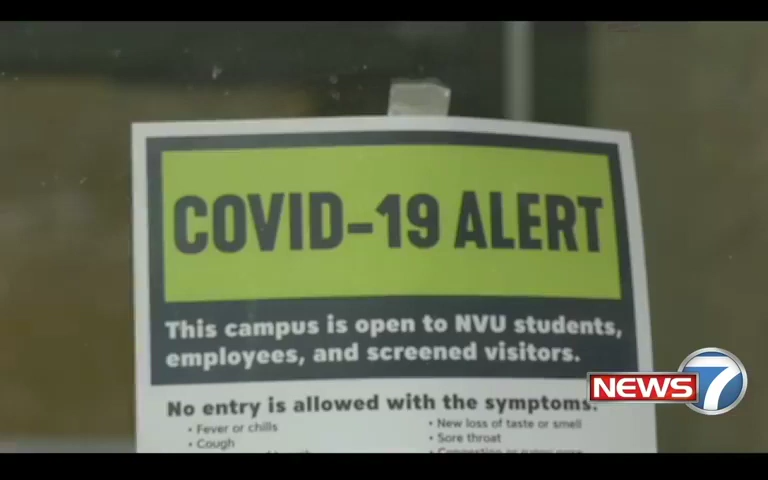 COVID-19 ALERT
This campus is open to NVU students,
employees, and screened visitors.
No entry is allowed with the symptoms:
• Fever or chills
• Cough
• New loss of taste or smell
• Sore throat
NEWS 7